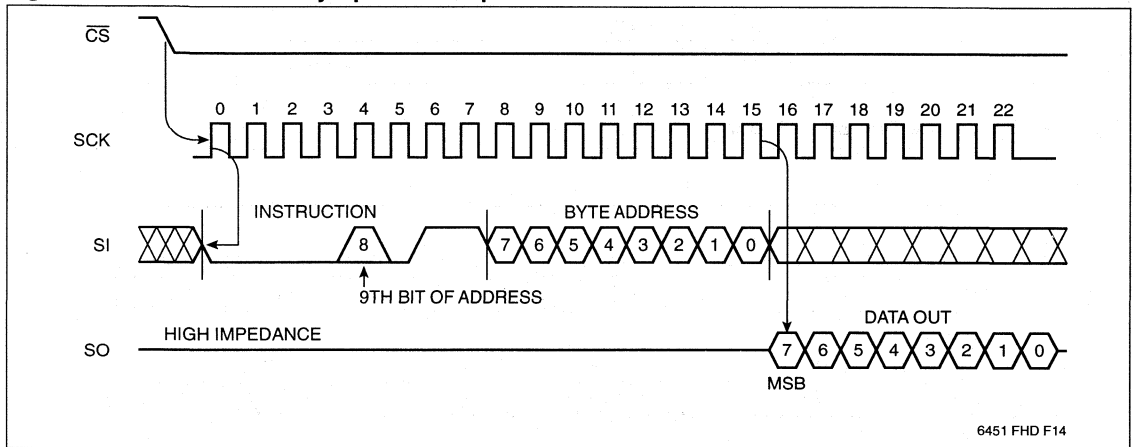 CS
0 1 2 3 4 5 6 7 8 9 10 11 12 13 14 15 16 17 18 19 20 21 22
SCK
INSTRUCTION
BYTE ADDRESS
SI
8
7 6 5 4 3 2 1 0
9TH BIT OF ADDRESS
HIGH IMPEDANCE
DATA OUT
SO
7 6 5 4 3 2 1 0
MSB
6451 FHD F14